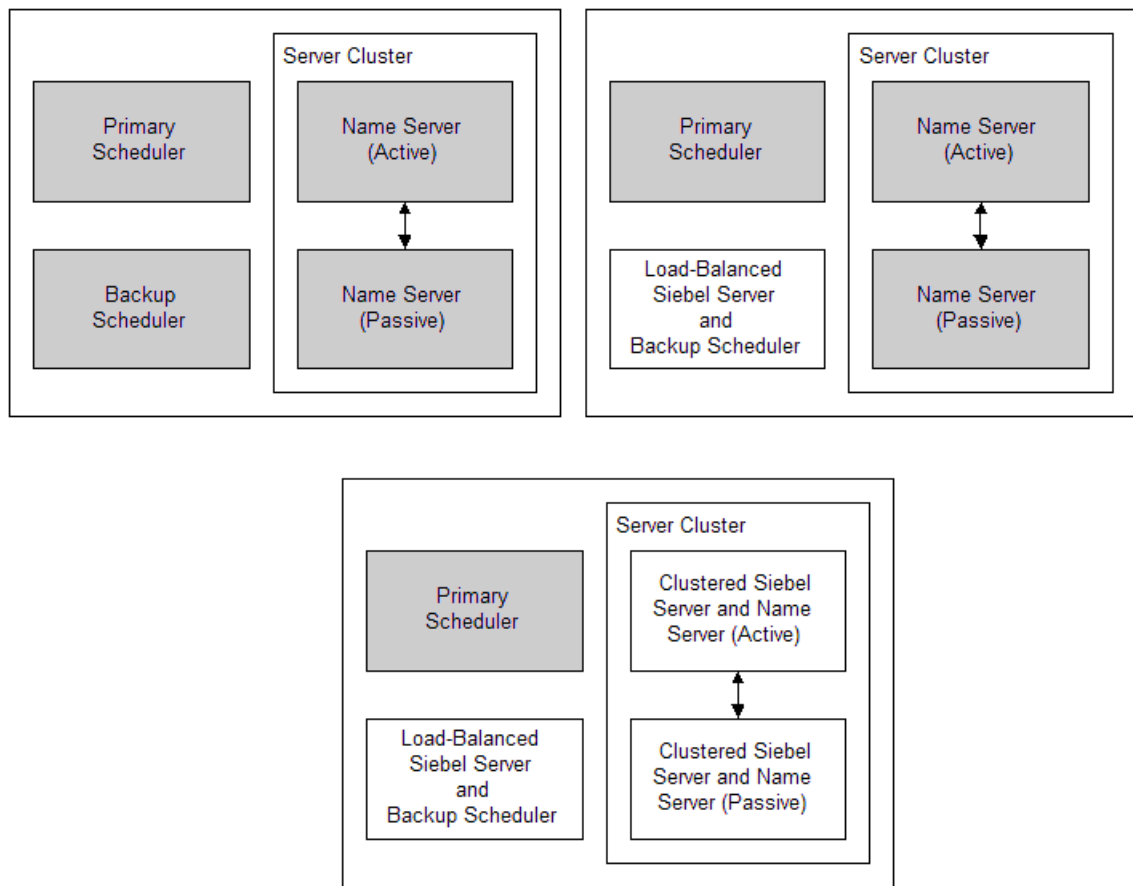 Server Cluster
Primary
Scheduler
Name Server
(Active)
Backup
Scheduler
Name Server
(Passive)
Server Cluster
Primary
Scheduler
Name Server
(Active)
Load-Balanced
Siebel Server
and
Backup Scheduler
Name Server
(Passive)
Server Cluster
Primary
Scheduler
Clustered Siebel
Server and Name
Server (Active)
Load-Balanced
Siebel Server
and
Backup Scheduler
Clustered Siebel
Server and Name
Server (Passive)